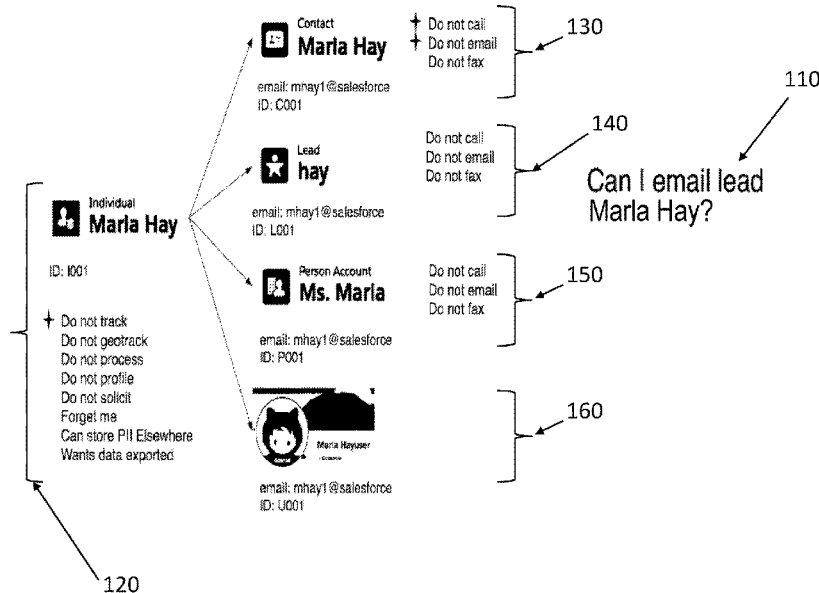 Contact
Marla Hay
Do not call
Do not email
Do not fax
130
email: mhay1@salesforce
ID: C001
110
Lead
hay
Do not call
Do not email
Do not fax
140
Can I email lead
Marla Hay?
email: mhay1@salesforce
ID: L001
Individual
Marla Hay
ID: I001
Person Account
Ms. Marla
Do not call
Do not email
Do not fax
150
email: mhay1@salesforce
ID: P001
Do not track
Do not geotrack
Do not process
Do not profile
Do not solicit
Forget me
Can store PII Elsewhere
Wants data exported
Marla Hayuser
160
email: mhay1@salesforce
ID: U001
120